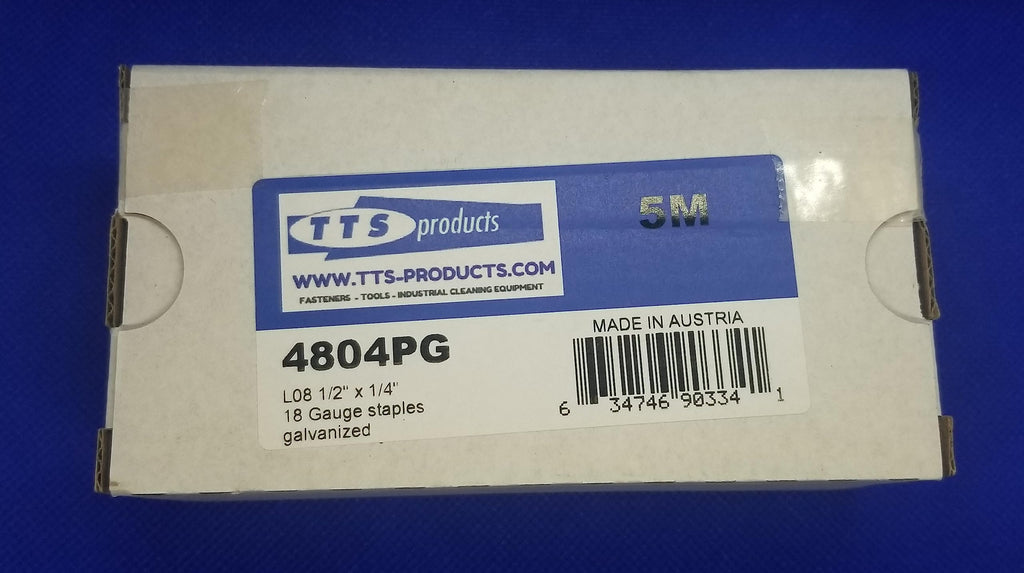 TTS products
5M
WWW.TTS-PRODUCTS.COM
FASTENERS - TOOLS - INDUSTRIAL CLEANING EQUIPMENT
4804PG
L08 1/2" x 1/4"
18 Gauge staples
galvanized
MADE IN AUSTRIA
6 34746 90334 1